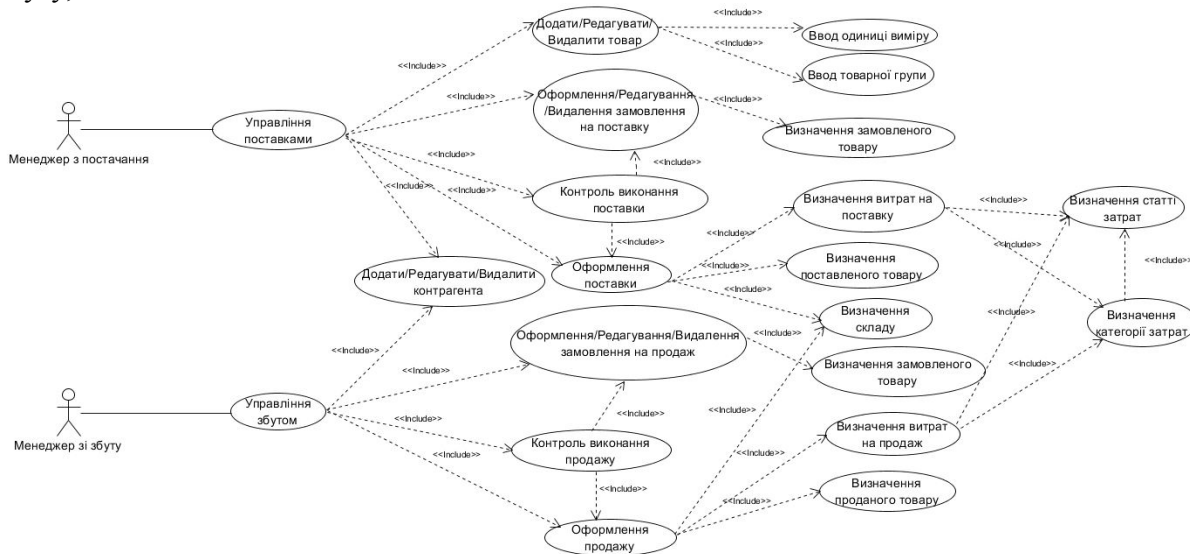 Додати/Редагувати/
Видалити товар
<<Include>>
Ввод одиниці виміру
<<Include>>
<<Include>>
Ввод товарної групи
Оформлення/Редагування
/Видалення замовлення
на поставку
<<Include>>
<<Include>>
Визначення замовленого
товару
Управління
поставками
Менеджер з постачання
<<Include>>
<<Include>>
<<Include>>
<<Include>>
<<Include>>
Контроль виконання
поставки
<<Include>>
Визначення витрат на
поставку
<<Include>>
Визначення статті
затрат
<<Include>>
<<Include>>
Оформлення
поставки
<<Include>>
Визначення
поставленого товару
<<Include>>
<<Include>>
Додати/Редагувати/Видалити
контрагента
Визначення
складу
<<Include>>
Визначення
категорії затрат
Оформлення/Редагування/Видалення
замовлення на продаж
<<Include>>
<<Include>>
<<Include>>
Визначення замовленого
товару
<<Include>>
<<Include>>
<<Include>>
Управління
збутом
Менеджер зі збуту
<<Include>>
<<Include>>
Визначення витрат
на продаж
Контроль виконання
продажу
<<Include>>
<<Include>>
<<Include>>
Визначення
проданого товару
<<Include>>
<<Include>>
Оформлення
продажу